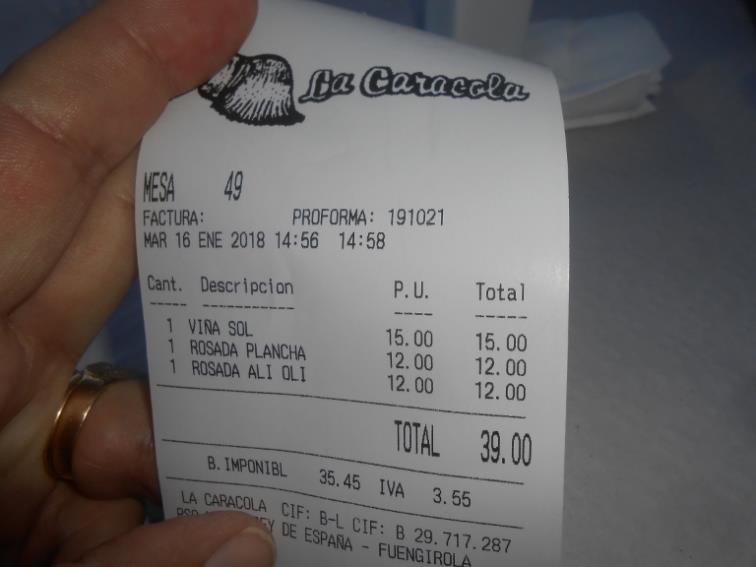 La Caracola
MESA 49
FACTURA: PROFORMA: 191021
MAR 16 ENE 2018 14:56 14:58
Cant. Descripcion P.U. Total
1 VIÑA SOL 15.00 15.00
1 ROSADA PLANCHA 12.00 12.00
1 ROSADA ALI OLI 12.00 12.00
TOTAL 39.00
B.IMPONIBL 35.45 IVA 3.55
LA CARACOLA CIF: B-L CIF: B 29.717.287
DE ESPAÑA - FUENGIROLA